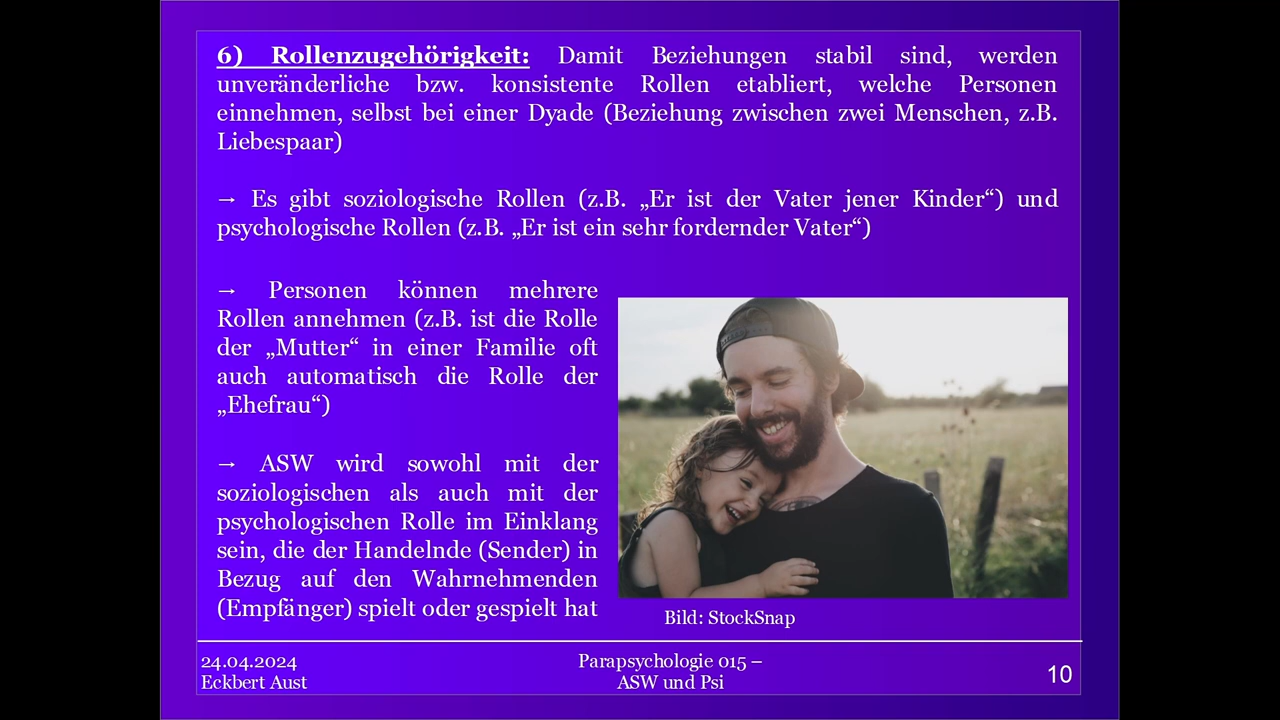 6) Rollenzugehörigkeit: Damit Beziehungen stabil sind, werden
unveränderliche bzw. konsistente Rollen etabliert, welche Personen
einnehmen, selbst bei einer Dyade (Beziehung zwischen zwei Menschen, z.B.
Liebespaar)
→ Es gibt soziologische Rollen (z.B. „Er ist der Vater jener Kinder“) und
psychologische Rollen (z.B. „Er ist ein sehr fordernder Vater“)
→ Personen können mehrere
Rollen annehmen (z.B. ist die Rolle
der „Mutter“ in einer Familie oft
auch automatisch die Rolle der
„Ehefrau“)
→ ASW wird sowohl mit der
soziologischen als auch mit der
psychologischen Rolle im Einklang
sein, die der Handelnde (Sender) in
Bezug auf den Wahrnehmenden
(Empfänger) spielt oder gespielt hat
Bild: StockSnap
24.04.2024
Eckbert Aust
Parapsychologie 015 –
ASW und Psi
10